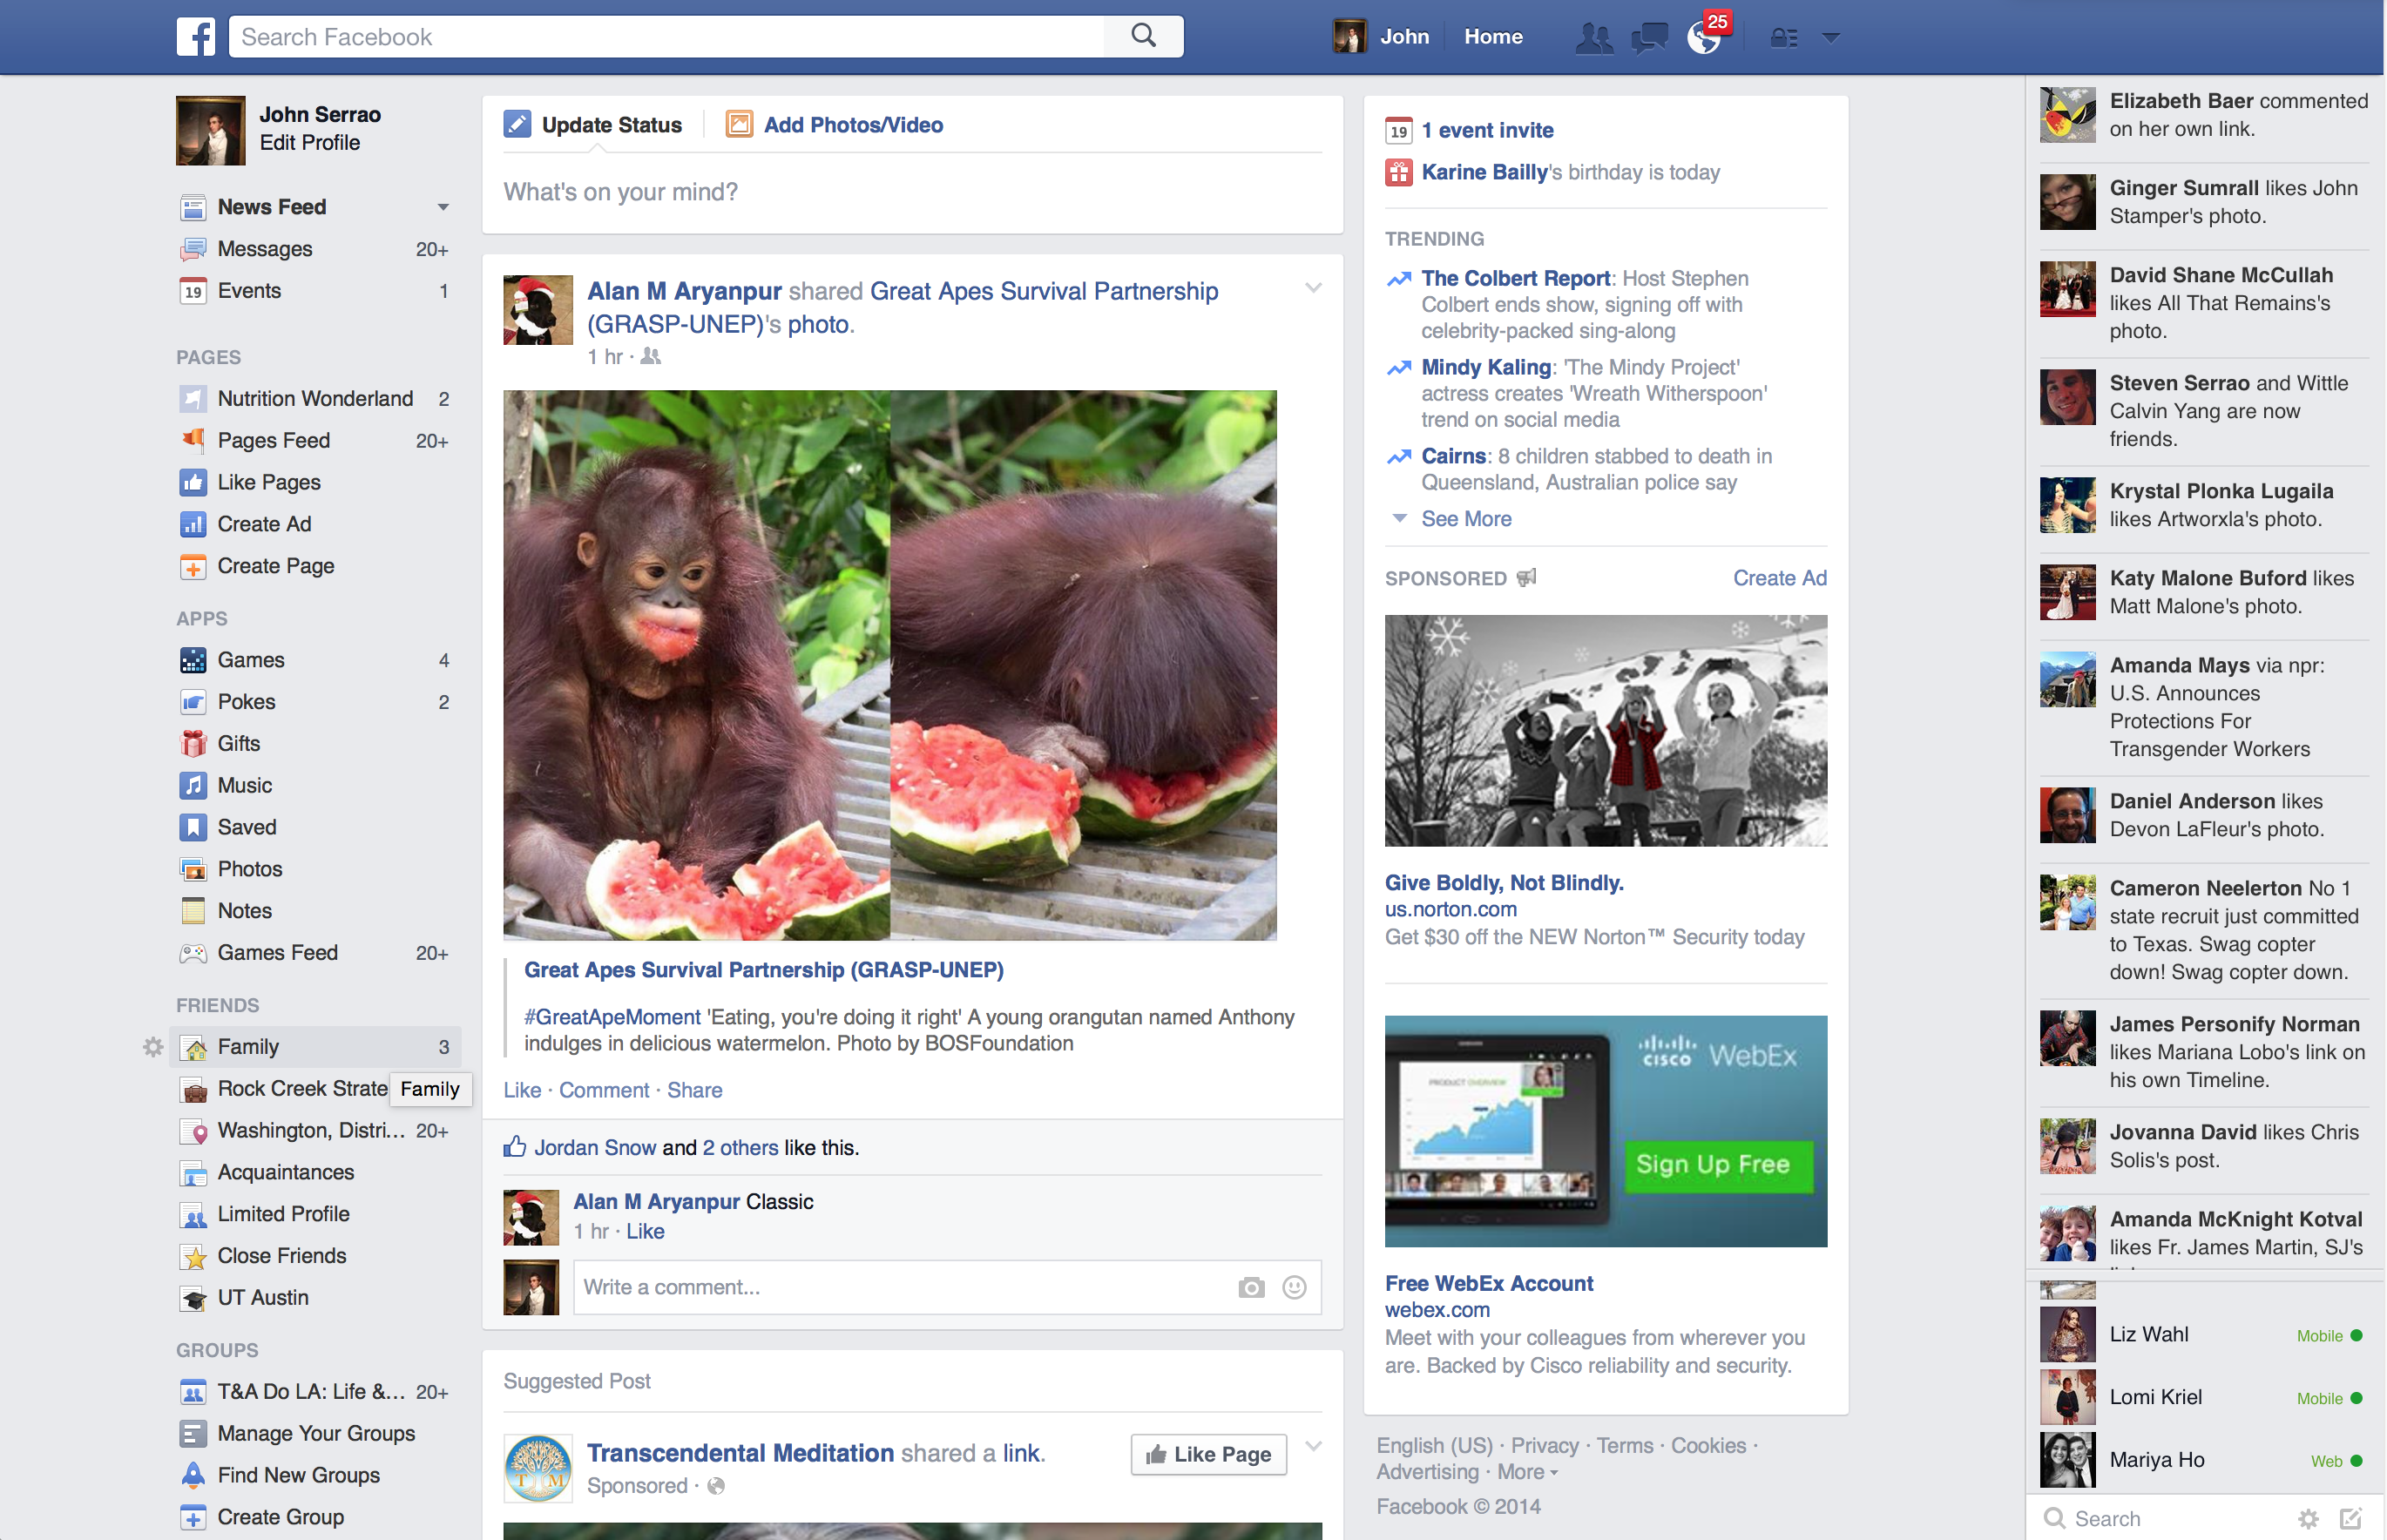 Search Facebook
John
Home
25
John Serrao
Edit Profile
News Feed
Messages 20+
19 Events 1
PAGES
Nutrition Wonderland 2
Pages Feed 20+
Like Pages
Create Ad
Create Page
APPS
Games 4
Pokes 2
Gifts
Music
Saved
Photos
Notes
Games Feed 20+
FRIENDS
Family 3
Rock Creek Strate
Family
Washington, Distri... 20+
Acquaintances
Limited Profile
Close Friends
UT Austin
GROUPS
T&A Do LA: Life &... 20+
Manage Your Groups
Find New Groups
Create Group
Update Status
Add Photos/Video
What's on your mind?
Alan M Aryanpur shared Great Apes Survival Partnership
(GRASP-UNEP)'s photo.
1 hr ·
Great Apes Survival Partnership (GRASP-UNEP)
#GreatApeMoment 'Eating, you're doing it right' A young orangutan named Anthony
indulges in delicious watermelon. Photo by BOSFoundation
Like · Comment · Share
Jordan Snow and 2 others like this.
Alan M Aryanpur Classic
1 hr · Like
Write a comment...
Suggested Post
Transcendental Meditation shared a link.
Sponsored ·
Like Page
T M
19 1 event invite
Karine Bailly's birthday is today
TRENDING
The Colbert Report: Host Stephen
Colbert ends show, signing off with
celebrity-packed sing-along
Mindy Kaling: 'The Mindy Project'
actress creates 'Wreath Witherspoon'
trend on social media
Cairns: 8 children stabbed to death in
Queensland, Australian police say
See More
SPONSORED
Create Ad
Give Boldly, Not Blindly.
us.norton.com
Get $30 off the NEW Norton™ Security today
PRODUCT OVERVIEW
CISCO WebEx
Sign Up Free
Free WebEx Account
webex.com
Meet with your colleagues from wherever you
are. Backed by Cisco reliability and security.
English (US) · Privacy · Terms · Cookies ·
Advertising · More
Facebook © 2014
Elizabeth Baer commented
on her own link.
Ginger Sumrall likes John
Stamper's photo.
David Shane McCullah
likes All That Remains's
photo.
Steven Serrao and Wittle
Calvin Yang are now
friends.
Krystal Plonka Lugaila
likes Artworxla's photo.
Katy Malone Buford likes
Matt Malone's photo.
Amanda Mays via npr:
U.S. Announces
Protections For
Transgender Workers
Daniel Anderson likes
Devon LaFleur's photo.
Cameron Neelerton No 1
state recruit just committed
to Texas. Swag copter
down! Swag copter down.
James Personify Norman
likes Mariana Lobo's link on
his own Timeline.
Jovanna David likes Chris
Solis's post.
Amanda McKnight Kotval
likes Fr. James Martin, SJ's
Liz Wahl Mobile
Lomi Kriel Mobile
Mariya Ho Web
Search